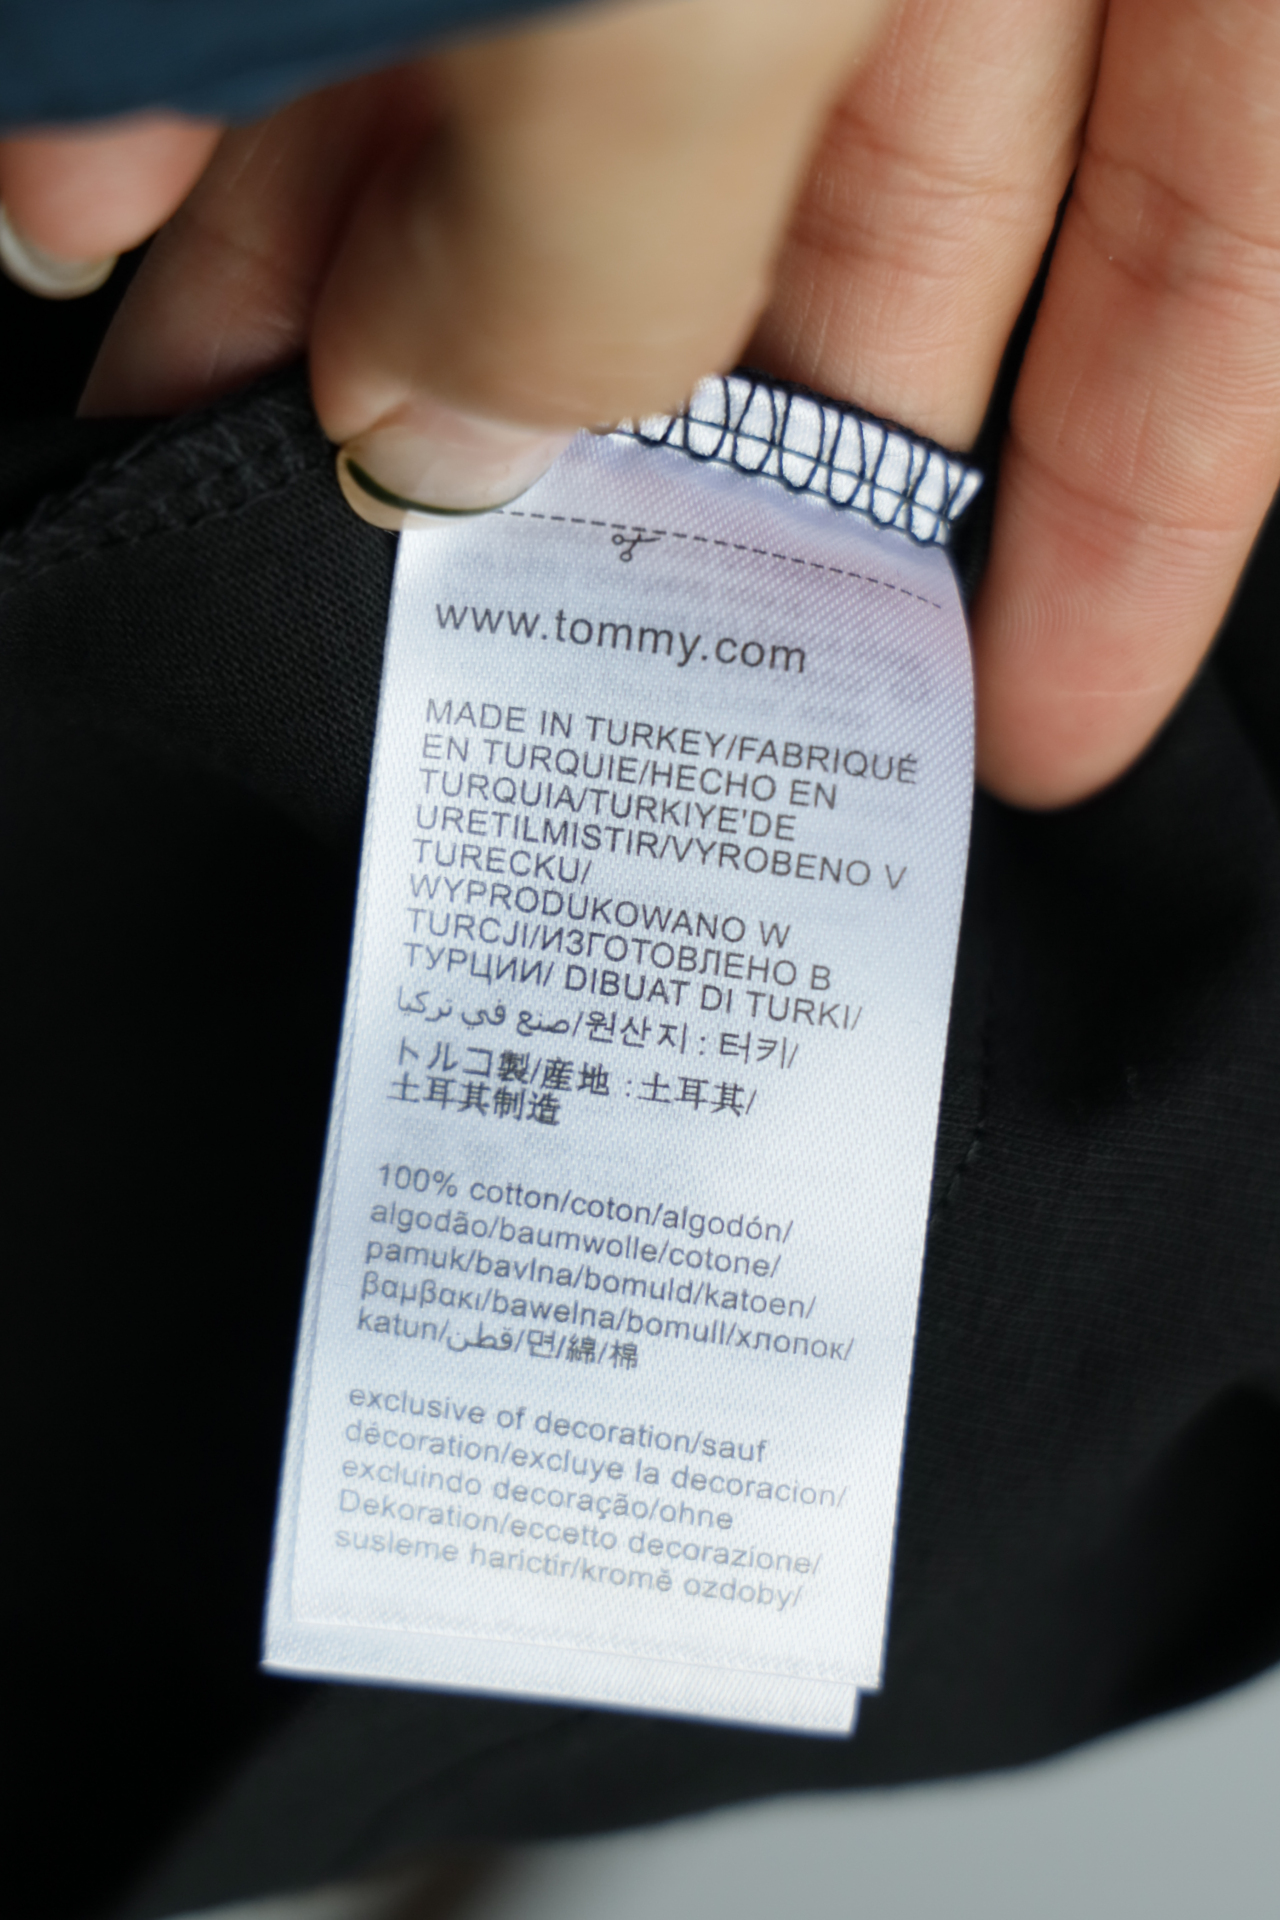 www.tommy.com
MADE IN TURKEY/FABRIQUÉ
EN TURQUIE/HECHO EN
TURQUIA/TURKIYE'DE
URETILMISTIR/VYROBENO V
TURECKU/
WYPRODUKOWANO W
TURCJI/ИЗГОТОВЛЕНО В
ТУРЦИИ/ DIBUAT DI TURKI/
صنع في تركيا/원산지 : 터키/
トルコ製/産地 :土耳其/
土耳其制造
100% cotton/coton/algodón/
algodão/baumwolle/cotone/
pamuk/bavlna/bomuld/katoen/
βαμβακι/bawelna/bomull/хлопок/
katun/قطن/면/綿/棉
exclusive of decoration/sauf
décoration/excluye la decoracion/
excluindo decoração/ohne
Dekoration/eccetto decorazione/
susleme harictir/kromě ozdoby/